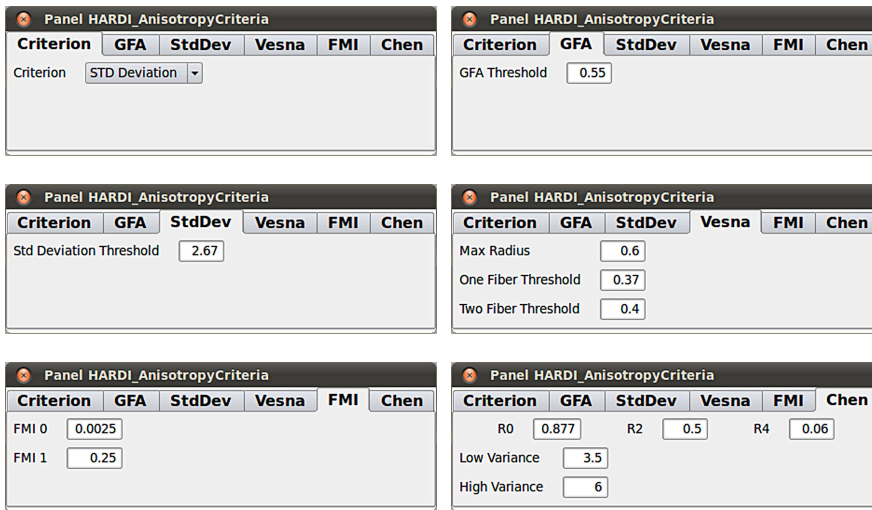 Panel HARDI_AnisotropyCriteria
Criterion GFA StdDev Vesna FMI Chen
Criterion STD Deviation
Panel HARDI_AnisotropyCriteria
Criterion GFA StdDev Vesna FMI Chen
GFA Threshold 0.55
Panel HARDI_AnisotropyCriteria
Criterion GFA StdDev Vesna FMI Chen
Std Deviation Threshold 2.67
Panel HARDI_AnisotropyCriteria
Criterion GFA StdDev Vesna FMI Chen
Max Radius 0.6
One Fiber Threshold 0.37
Two Fiber Threshold 0.4
Panel HARDI_AnisotropyCriteria
Criterion GFA StdDev Vesna FMI Chen
FMI 0 0.0025
FMI 1 0.25
Panel HARDI_AnisotropyCriteria
Criterion GFA StdDev Vesna FMI Chen
R0 0.877 R2 0.5 R4 0.06
Low Variance 3.5
High Variance 6